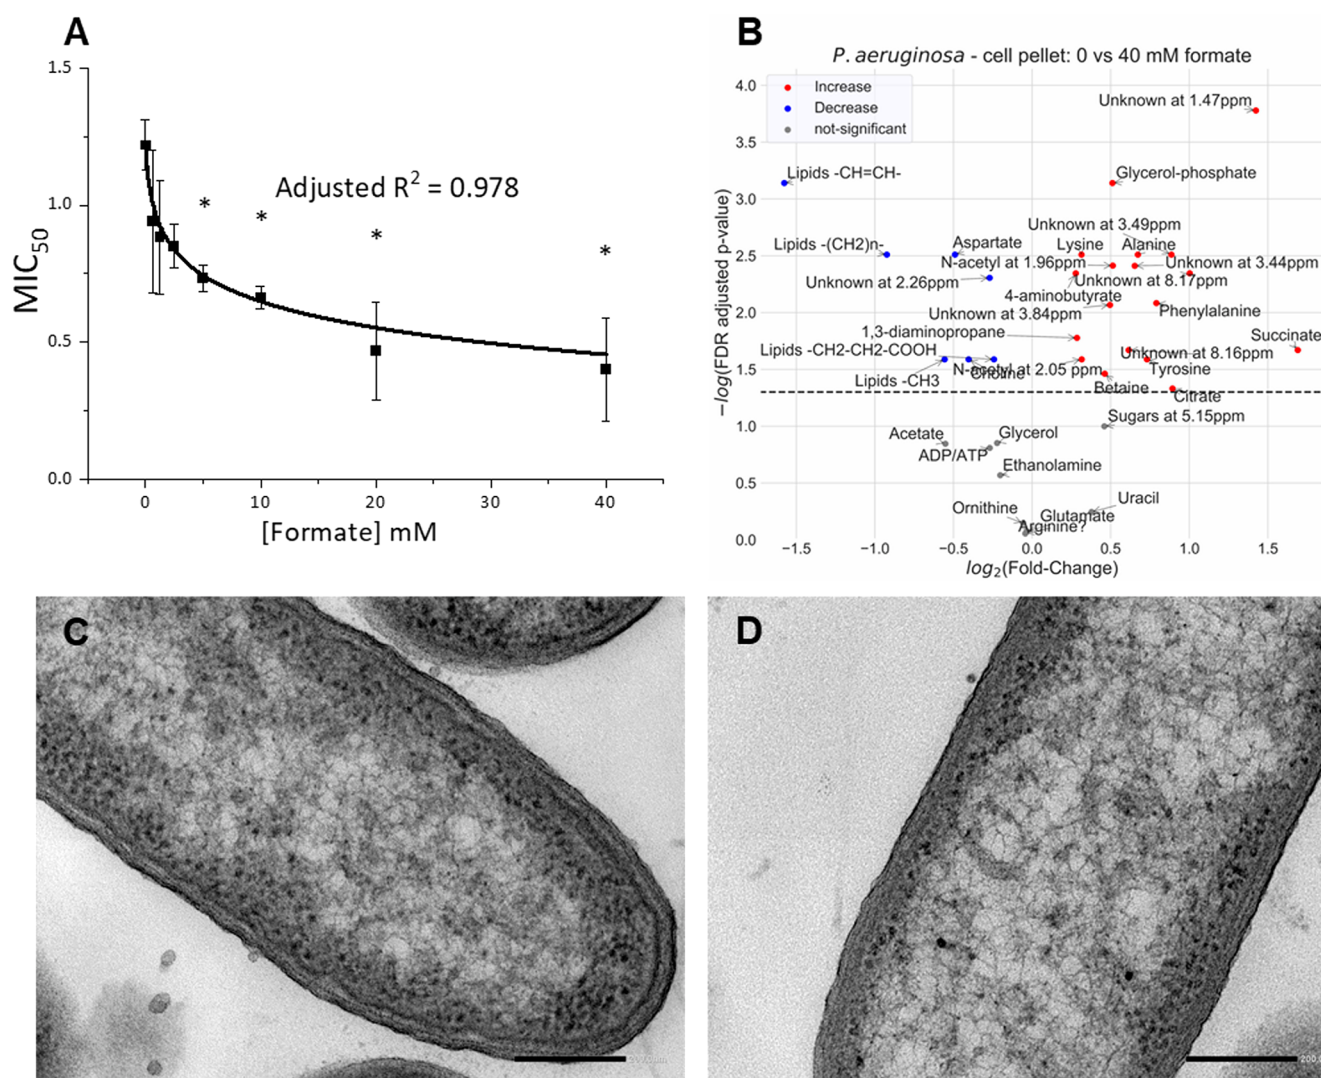 A
1.5
1.0
0.5
0.0
MIC50
Adjusted R2 = 0.978
*
*
*
*
0
10
20
30
40
[Formate] mM
B
P. aeruginosa - cell pellet: 0 vs 40 mM formate
Increase
Decrease
not-significant
4.0
3.5
3.0
2.5
2.0
1.5
1.0
0.5
0.0
−log(FDR adjusted p-value)
Unknown at 1.47ppm
Lipids -CH=CH-
Glycerol-phosphate
Unknown at 3.49ppm
Lipids -(CH2)n-
Aspartate
Lysine
Alanine
N-acetyl at 1.96ppm
Unknown at 3.44ppm
Unknown at 2.26ppm
Unknown at 8.17ppm
4-aminobutyrate
Unknown at 3.84ppm
Phenylalanine
1,3-diaminopropane
Succinate
Lipids -CH2-CH2-COOH
Unknown at 8.16ppm
N-acetyl at 2.05 ppm
Tyrosine
Choline
Lipids -CH3
Betaine
Citrate
Sugars at 5.15ppm
Acetate
Glycerol
ADP/ATP
Ethanolamine
Uracil
Ornithine
Glutamate
Arginine?
−1.5
−1.0
−0.5
0.0
0.5
1.0
1.5
log2(Fold-Change)
C
D